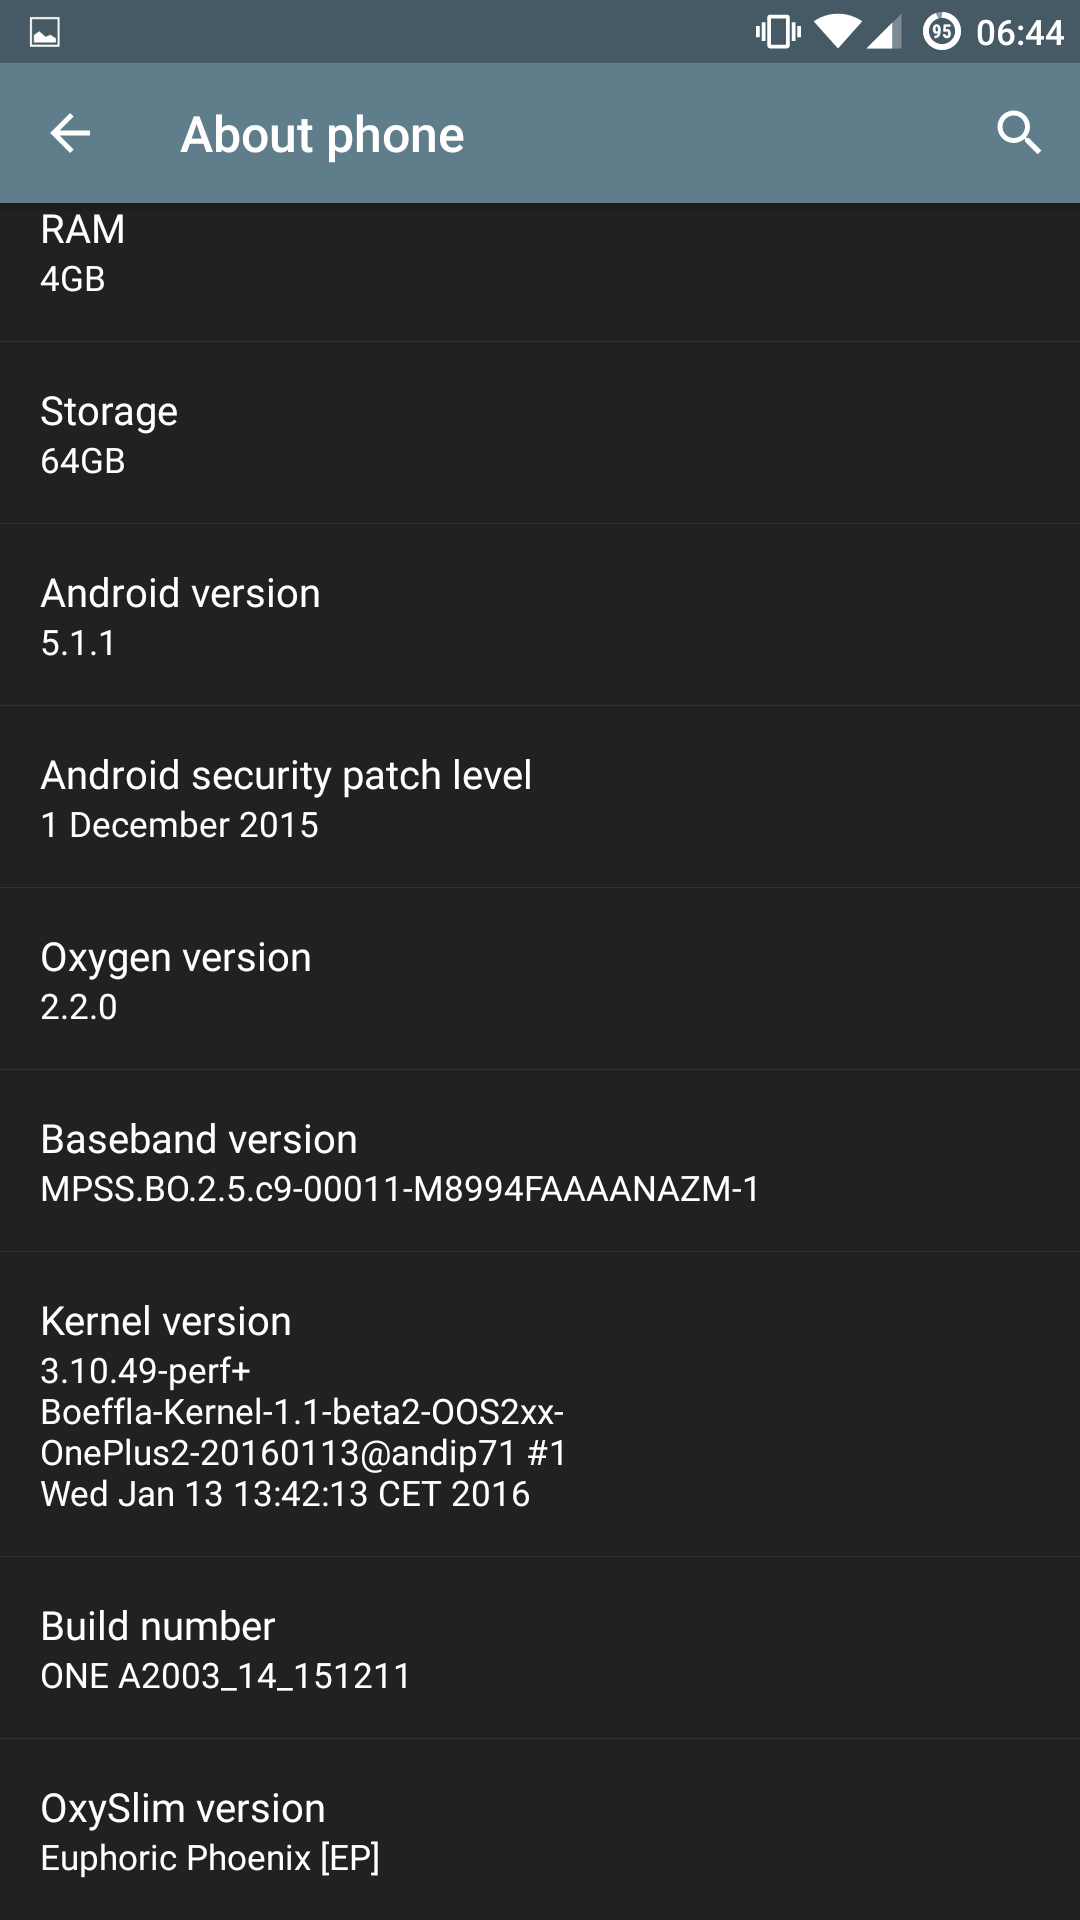 95 06:44
About phone
RAM
4GB
Storage
64GB
Android version
5.1.1
Android security patch level
1 December 2015
Oxygen version
2.2.0
Baseband version
MPSS.BO.2.5.c9-00011-M8994FAAAANAZM-1
Kernel version
3.10.49-perf+
Boeffla-Kernel-1.1-beta2-OOS2xx-
OnePlus2-20160113@andip71 #1
Wed Jan 13 13:42:13 CET 2016
Build number
ONE A2003_14_151211
OxySlim version
Euphoric Phoenix [EP]